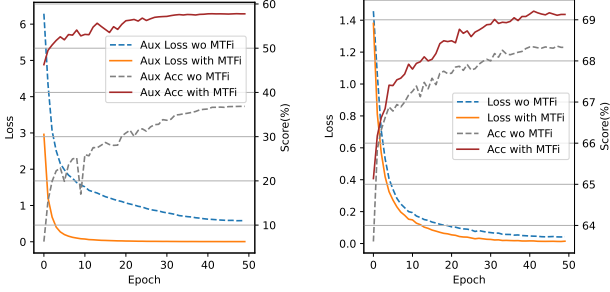 6
5
4
3
2
1
0
Loss
60
50
40
30
20
10
Score(%)
Aux Loss wo MTFi
Aux Loss with MTFi
Aux Acc wo MTFi
Aux Acc with MTFi
0 10 20 30 40 50
Epoch
1.4
1.2
1.0
0.8
0.6
0.4
0.2
0.0
Loss
69
68
67
66
65
64
Score(%)
Loss wo MTFi
Loss with MTFi
Acc wo MTFi
Acc with MTFi
0 10 20 30 40 50
Epoch